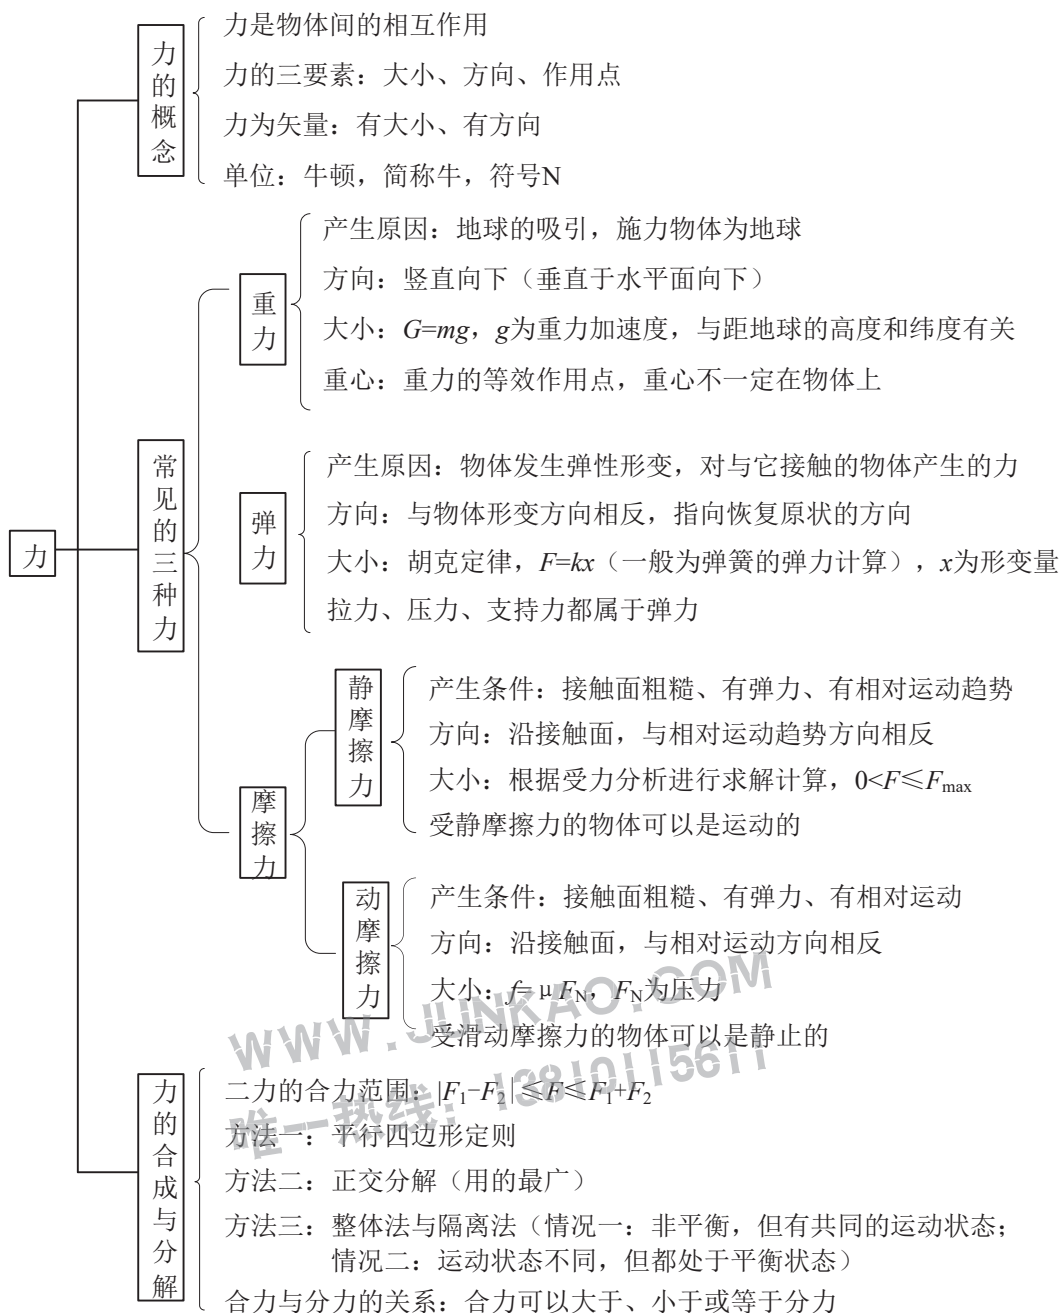 力
力的概念
力是物体间的相互作用
力的三要素：大小、方向、作用点
力为矢量：有大小、有方向
单位：牛顿，简称牛，符号N
常见的三种力
重力
产生原因：地球的吸引，施力物体为地球
方向：竖直向下（垂直于水平面向下）
大小：G=mg，g为重力加速度，与距地球的高度和纬度有关
重心：重力的等效作用点，重心不一定在物体上
弹力
产生原因：物体发生弹性形变，对与它接触的物体产生的力
方向：与物体形变方向相反，指向恢复原状的方向
大小：胡克定律，F=kx（一般为弹簧的弹力计算），x为形变量
拉力、压力、支持力都属于弹力
摩擦力
静摩擦力
产生条件：接触面粗糙、有弹力、有相对运动趋势
方向：沿接触面，与相对运动趋势方向相反
大小：根据受力分析进行求解计算，0<F≤Fmax
受静摩擦力的物体可以是运动的
动摩擦力
产生条件：接触面粗糙、有弹力、有相对运动
方向：沿接触面，与相对运动方向相反
大小：f=μFN，FN为压力
受滑动摩擦力的物体可以是静止的
力的合成与分解
二力的合力范围：|F1-F2|≤F≤F1+F2
方法一：平行四边形定则
方法二：正交分解（用的最广）
方法三：整体法与隔离法（情况一：非平衡，但有共同的运动状态；
情况二：运动状态不同，但都处于平衡状态）
合力与分力的关系：合力可以大于、小于或等于分力
WWW.JUNKAO.COM
唯一热线：13810115611